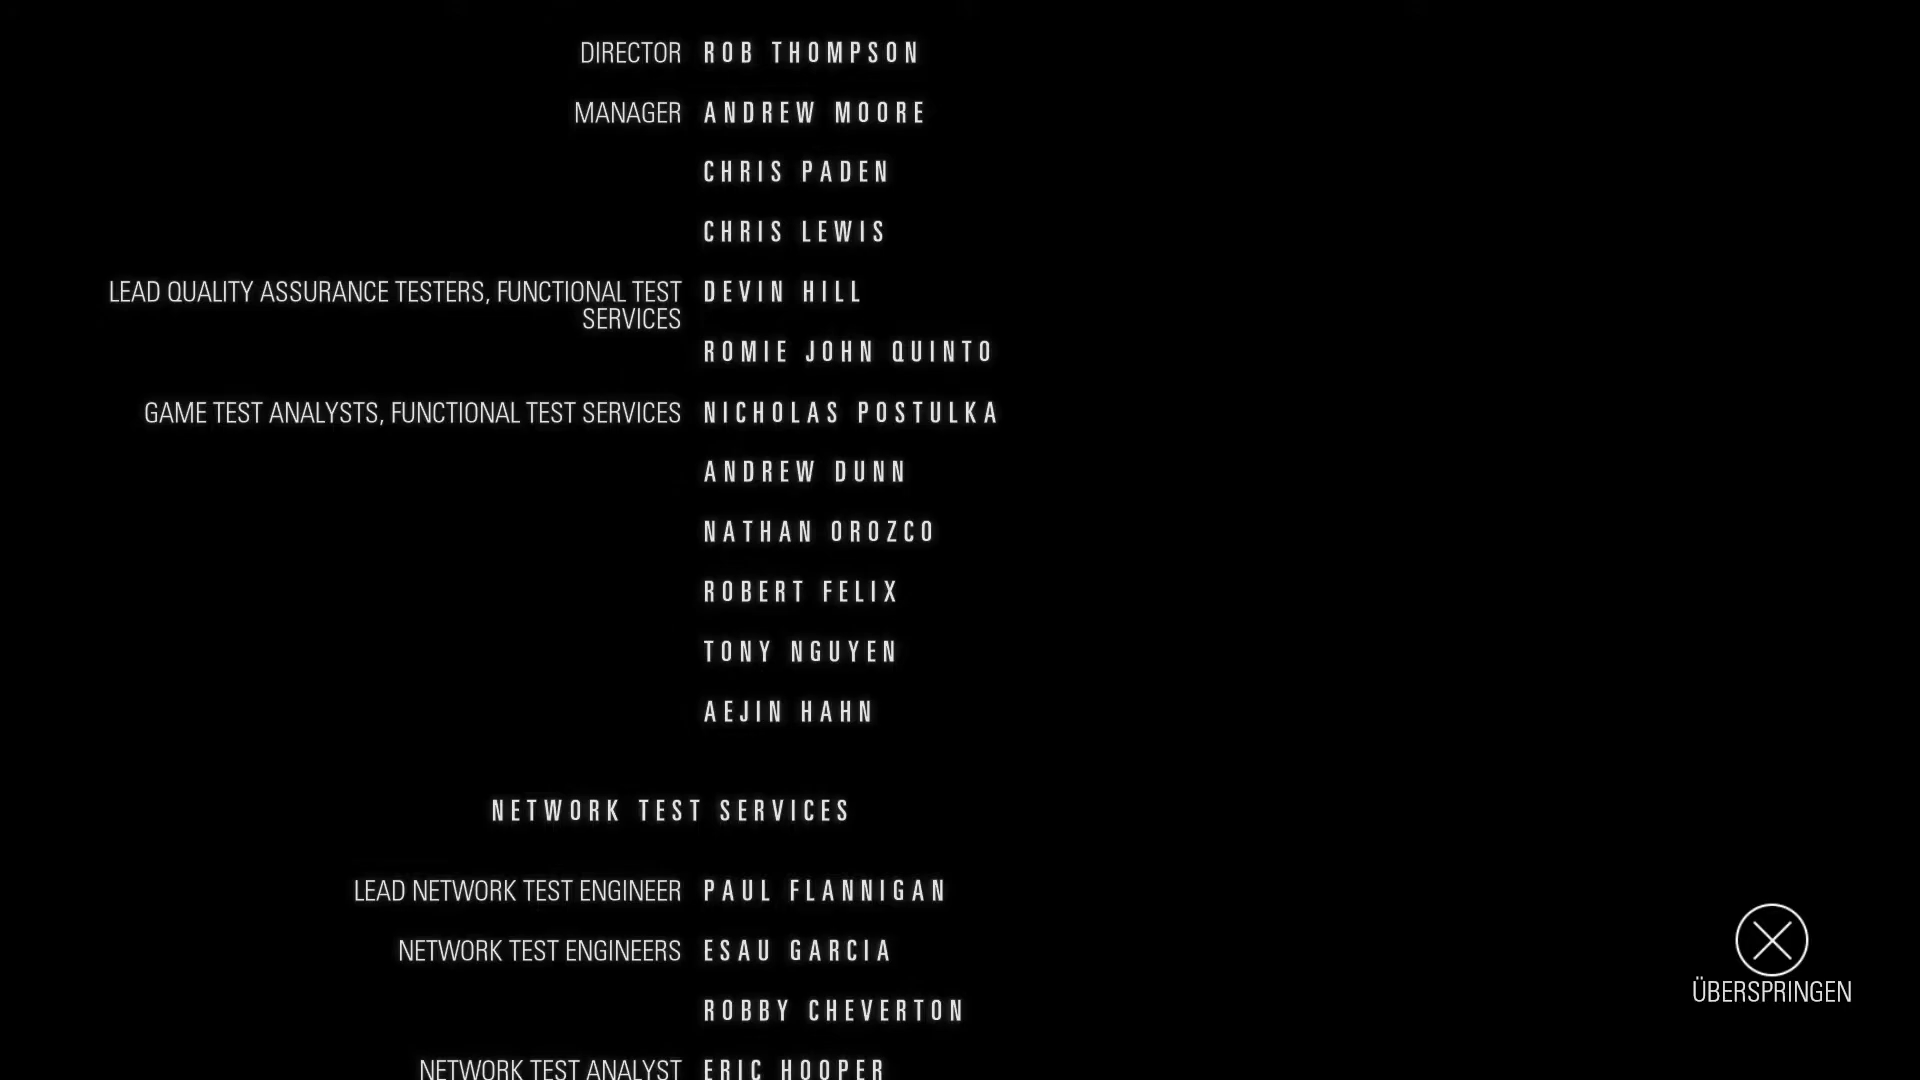 DIRECTOR ROB THOMPSON
MANAGER ANDREW MOORE
CHRIS PADEN
CHRIS LEWIS
LEAD QUALITY ASSURANCE TESTERS, FUNCTIONAL TEST DEVIN HILL
SERVICES
ROMIE JOHN QUINTO
GAME TEST ANALYSTS, FUNCTIONAL TEST SERVICES NICHOLAS POSTULKA
ANDREW DUNN
NATHAN OROZCO
ROBERT FELIX
TONY NGUYEN
AEJIN HAHN
NETWORK TEST SERVICES
LEAD NETWORK TEST ENGINEER PAUL FLANNIGAN
NETWORK TEST ENGINEERS ESAU GARCIA
ROBBY CHEVERTON
NETWORK TEST ANALYST ERIC HOOPER
ÜBERSPRINGEN